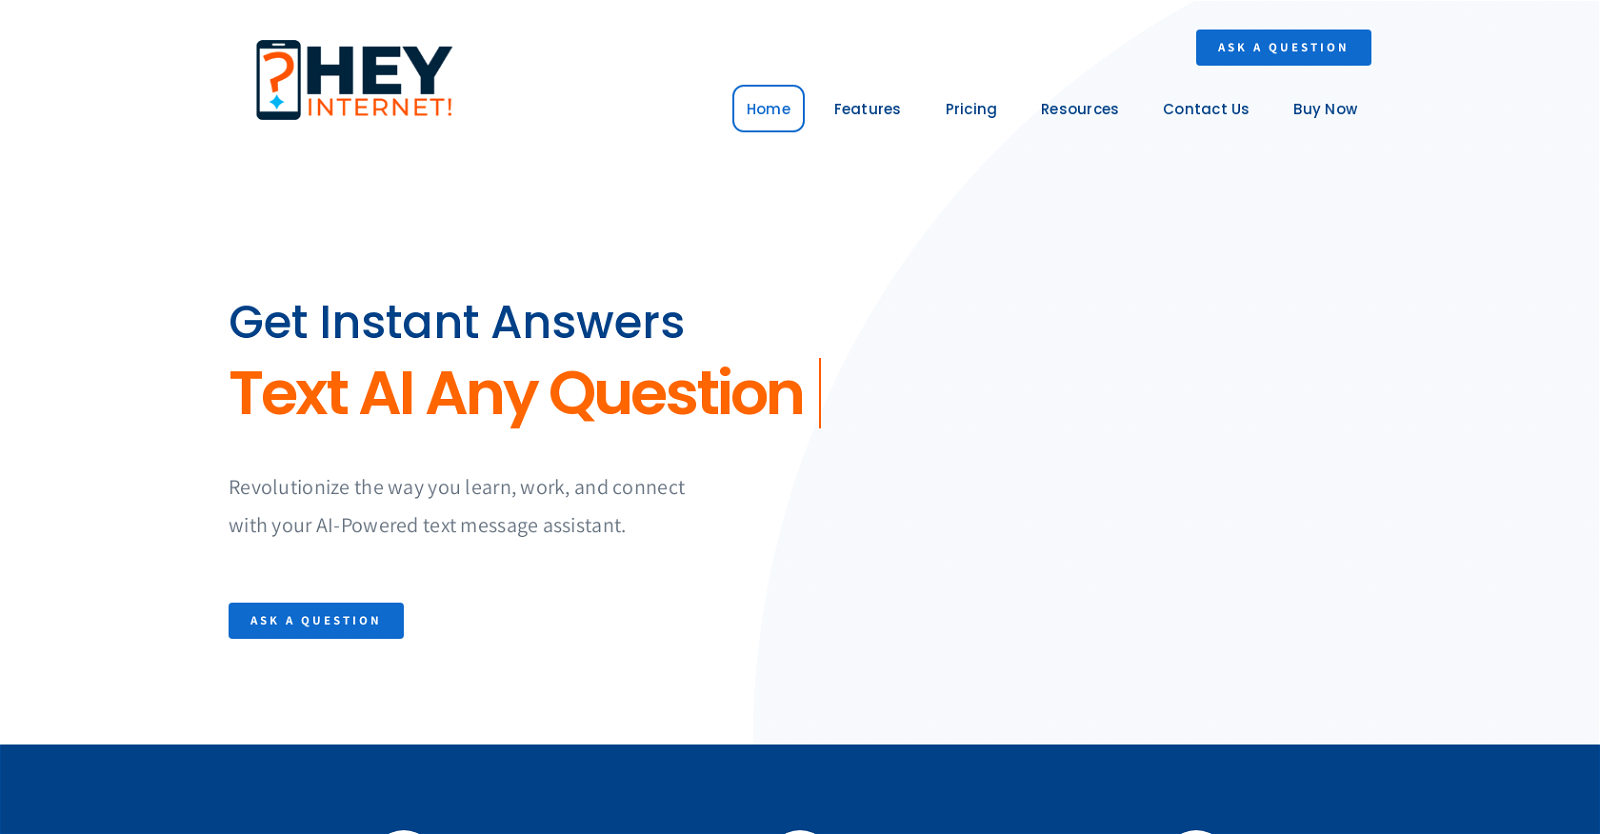 ? HEY
INTERNET!
ASK A QUESTION
Home
Features
Pricing
Resources
Contact Us
Buy Now
Get Instant Answers
Text AI Any Question
Revolutionize the way you learn, work, and connect
with your AI-Powered text message assistant.
ASK A QUESTION